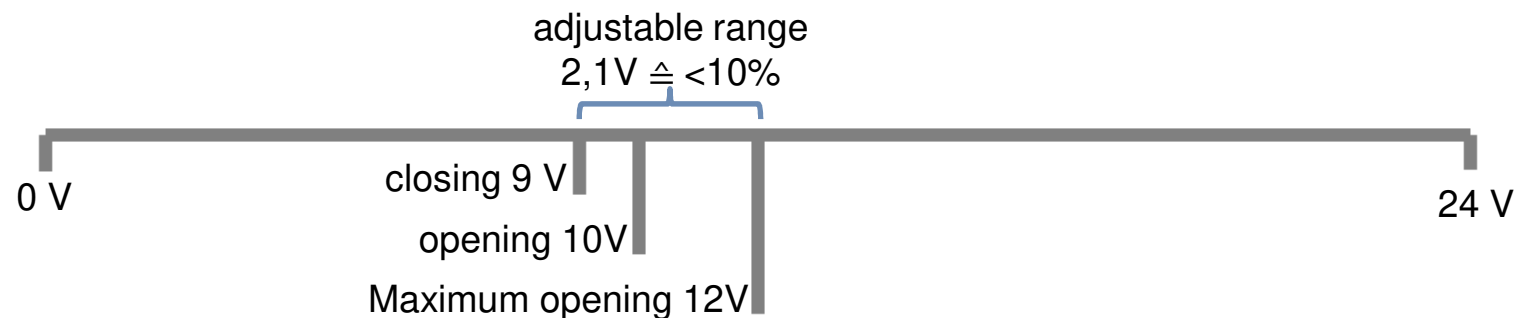 adjustable range
2,1V ≙ <10%
closing 9 V
0 V
24 V
opening 10V
Maximum opening 12V